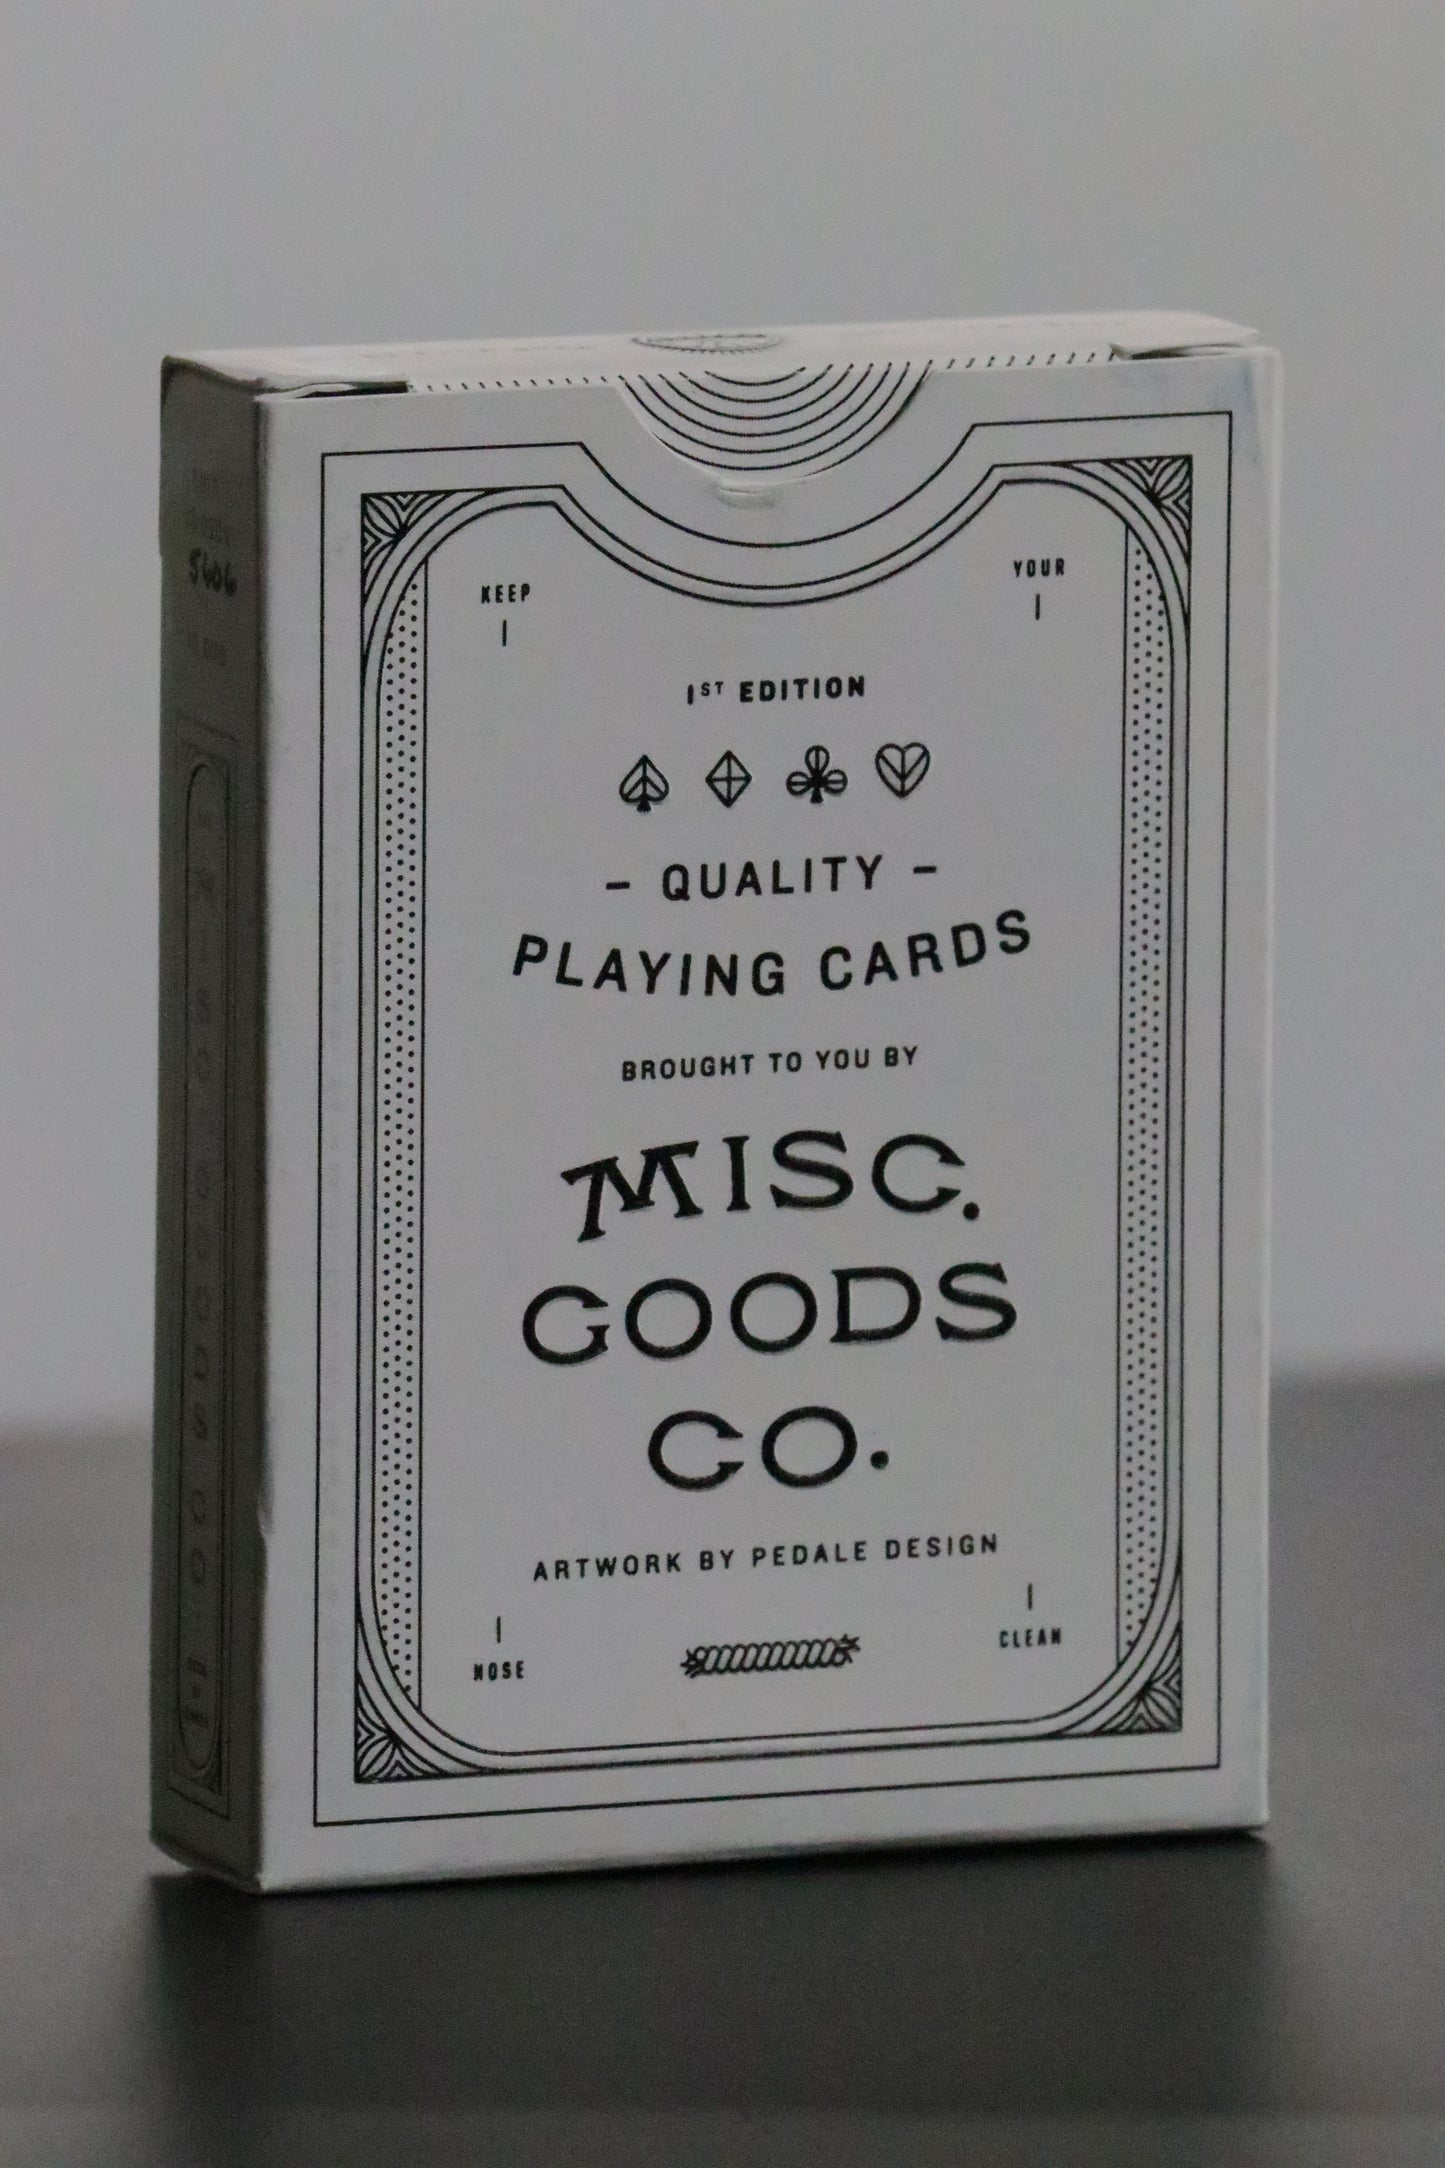 KEEP
YOUR
1ST EDITION
– QUALITY –
PLAYING CARDS
BROUGHT TO YOU BY
MISC.
GOODS
CO.
ARTWORK BY PEDALE DESIGN
NOSE
CLEAN